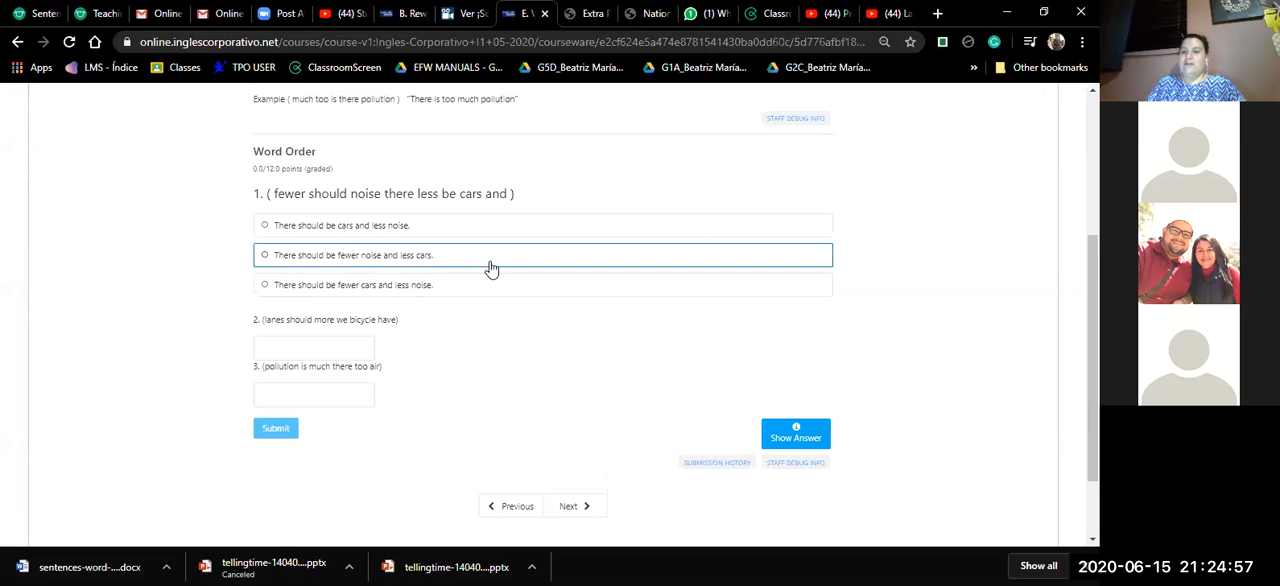 Senten
Teachi
Online
Online
Post A
(44) St
B. Rew
Ver ¡Sc
E. V
Extra F
Nation
(1) Wh
Classr
(44) Pr
(44) La
online.inglescorporativo.net/courses/course-v1:Ingles-Corporativo+I1+05-2020/courseware/e2cf624e5a474e8781541430ba0dd60c/5d776afcf18...
Apps
LMS - Índice
Classes
TPO USER
ClassroomScreen
EFW MANUALS - G...
G5D_Beatriz María...
G1A_Beatriz María...
G2C_Beatriz María...
»
Other bookmarks
Example ( much too is there pollution ) "There is too much pollution"
STAFF DEBUG INFO
Word Order
0.0/12.0 points (graded)
1. ( fewer should noise there less be cars and )
There should be cars and less noise.
There should be fewer noise and less cars.
There should be fewer cars and less noise.
2. (lanes should more we bicycle have)
3. (pollution is much there too air)
Submit
Show Answer
SUBMISSION HISTORY
STAFF DEBUG INFO
Previous
Next
sentences-word-....docx
tellingtime-14040....pptx
Canceled
tellingtime-14040....pptx
Show all
2020-06-15 21:24:57